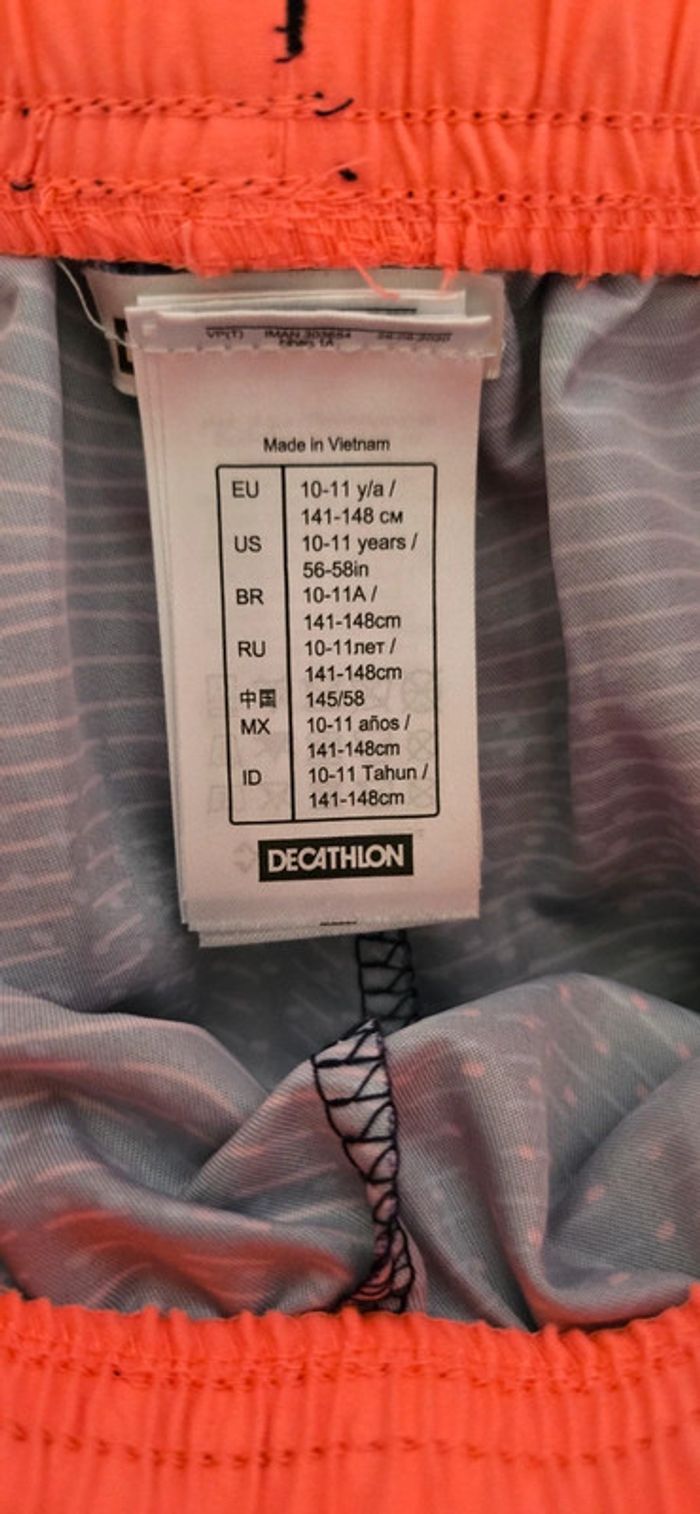 Made in Vietnam
EU 10-11 y/a /
141-148 см
US 10-11 years /
56-58in
BR 10-11A /
141-148cm
RU 10-11лет /
141-148cm
中国 145/58
MX 10-11 años /
141-148cm
ID 10-11 Tahun /
141-148cm
DECATHLON